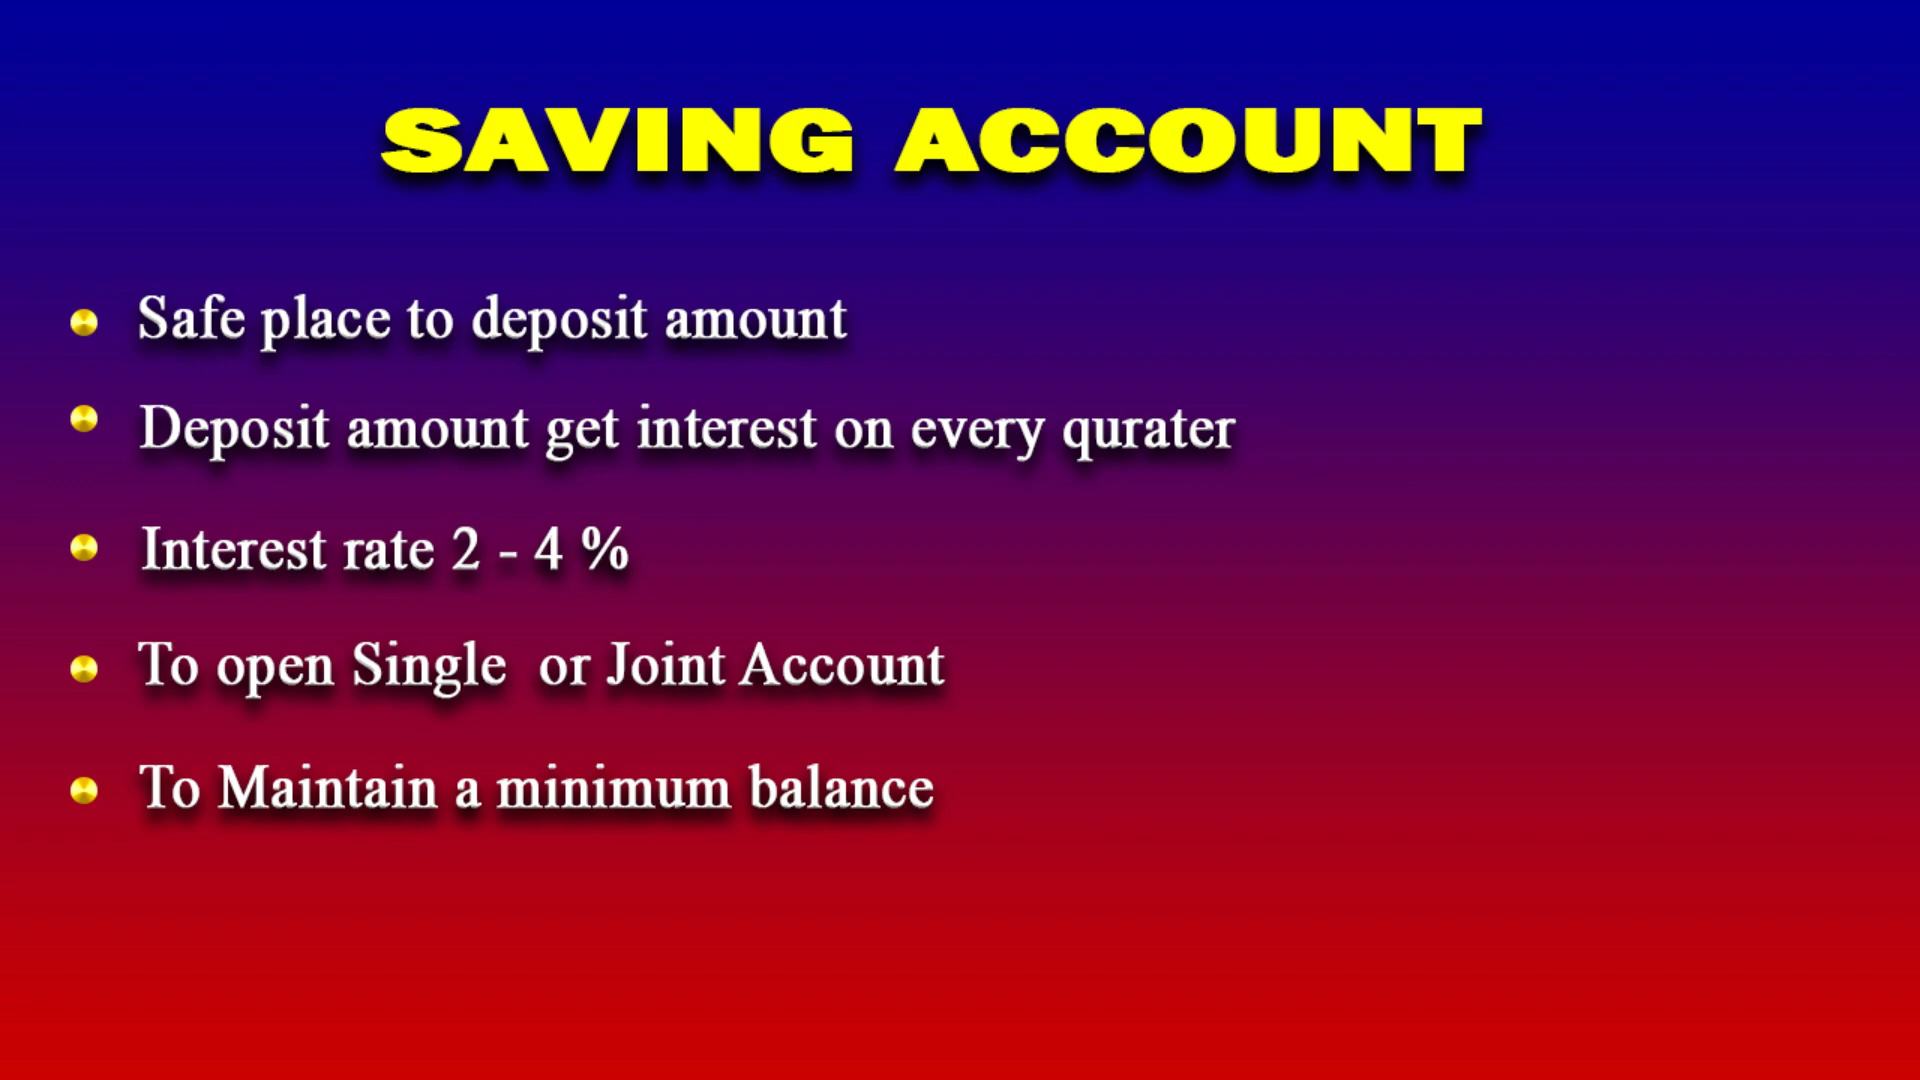 SAVING ACCOUNT
Safe place to deposit amount
Deposit amount get interest on every qurater
Interest rate 2 - 4 %
To open Single or Joint Account
To Maintain a minimum balance